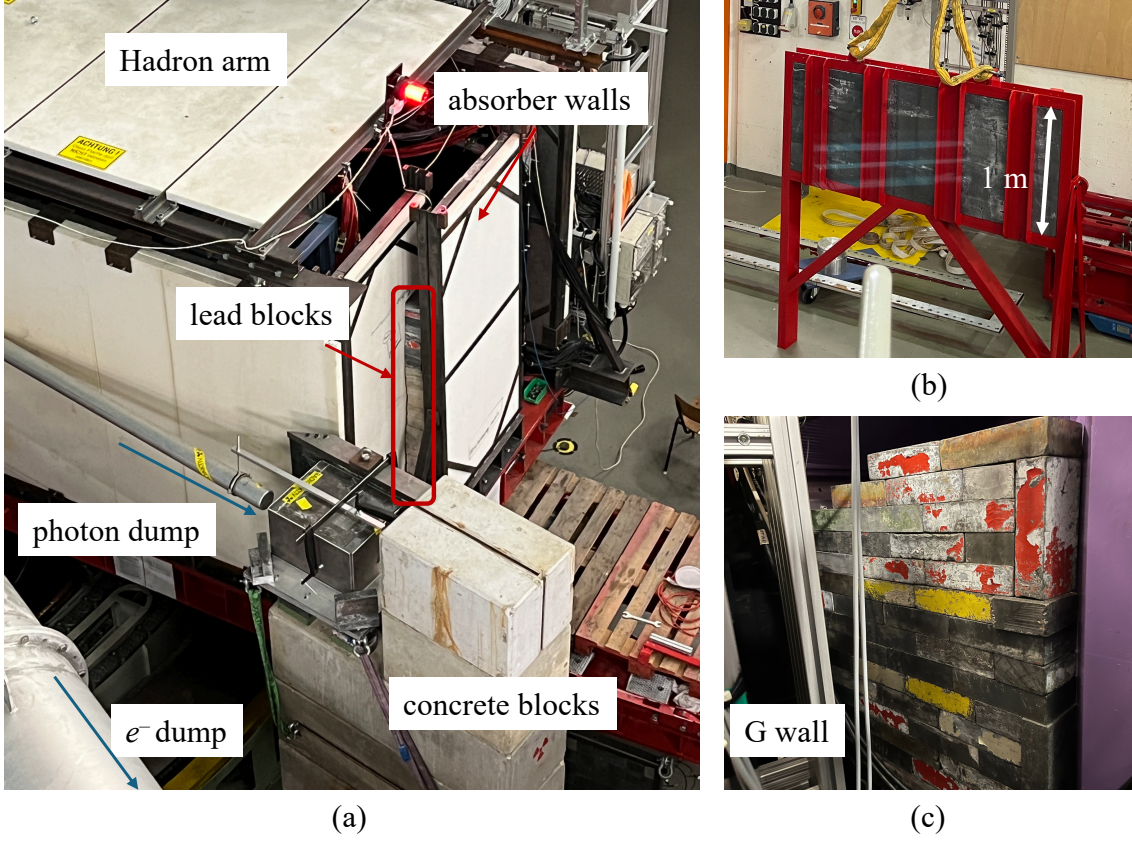 Hadron arm
absorber walls
ACHTUNG !
lead blocks
photon dump
e⁻ dump
concrete blocks
(a)
1 m
(b)
G wall
(c)